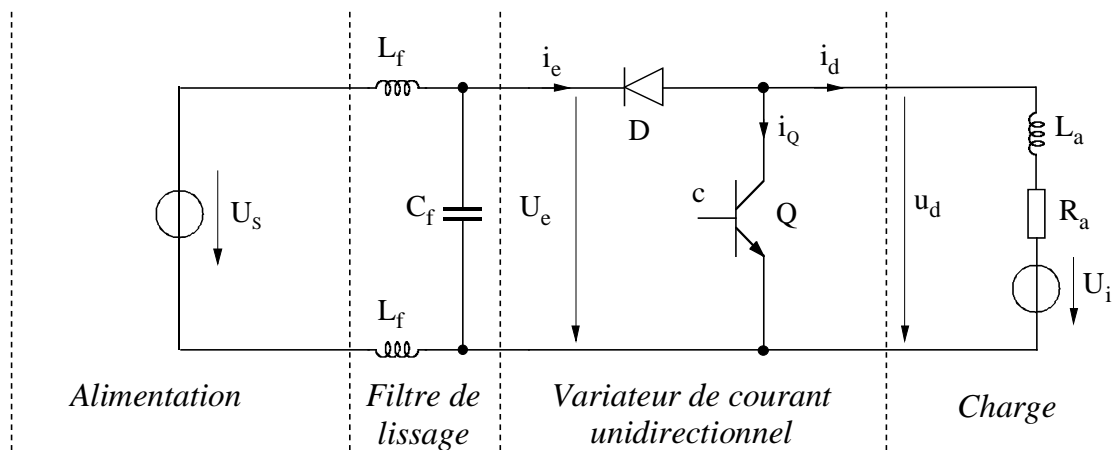 L_f
i_e
i_d
D
i_Q
L_a
U_s
C_f
U_e
c
Q
u_d
R_a
U_i
L_f
Alimentation
Filtre de
lissage
Variateur de courant
unidirectionnel
Charge